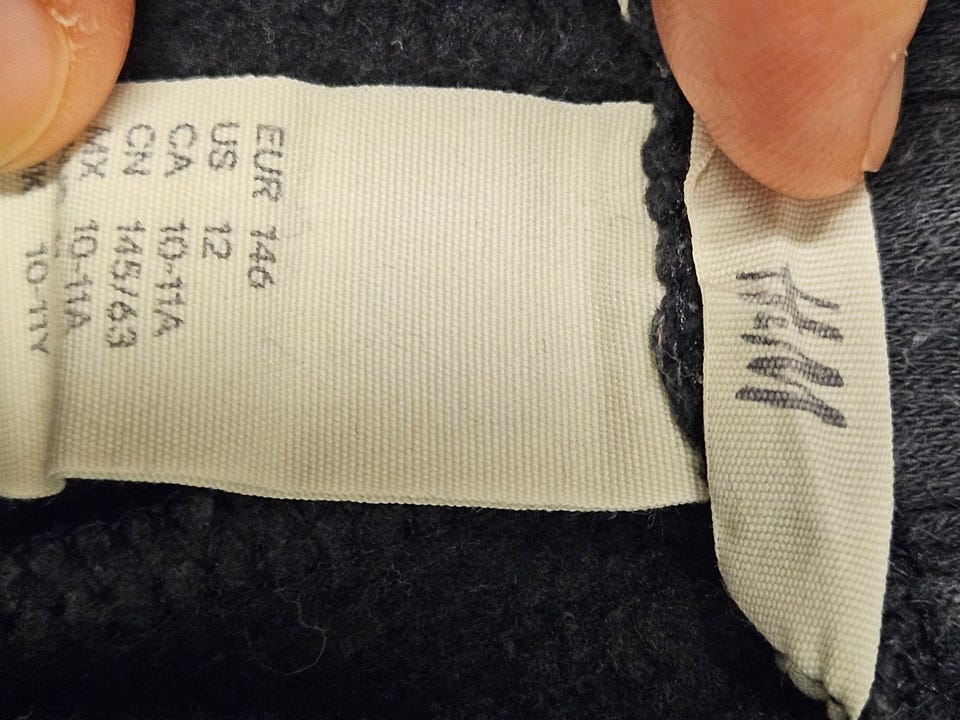 EUR 146
US 12
CA 10-11A
CN 145/63
MX 10-11A
10-11Y